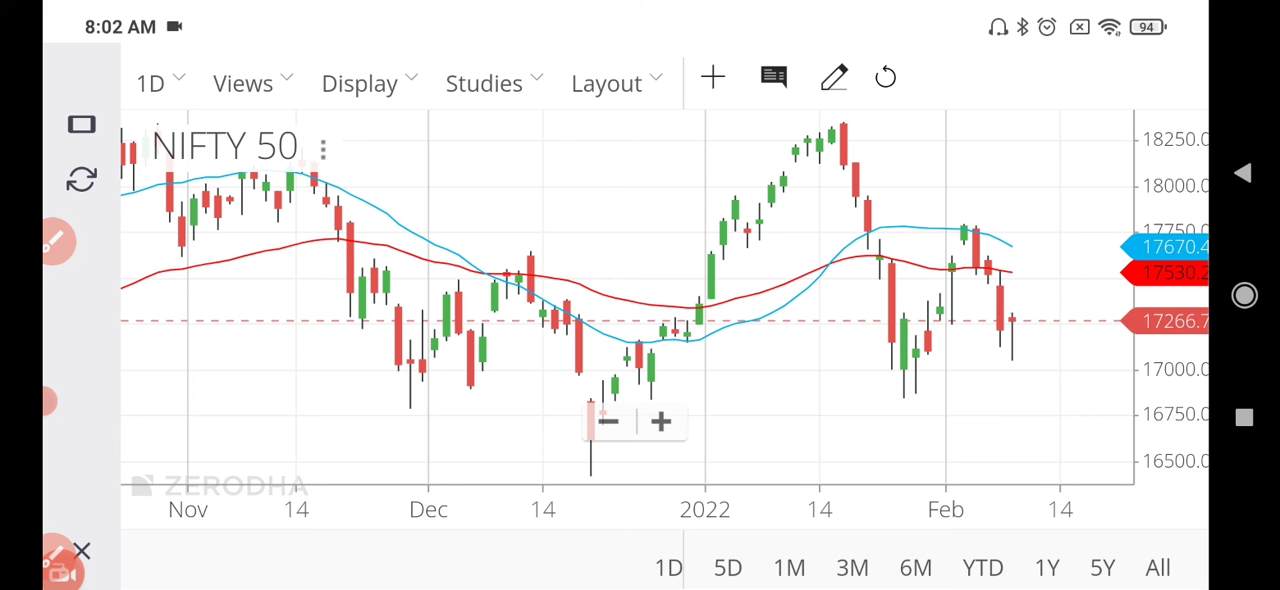 8:02 AM
94
1D Views Display Studies Layout
NIFTY 50
18250.0
18000.0
17750.0
17670.4
17530.2
17266.7
17000.0
16750.0
16500.0
ZERODHA
Nov 14 Dec 14 2022 14 Feb 14
1D 5D 1M 3M 6M YTD 1Y 5Y All